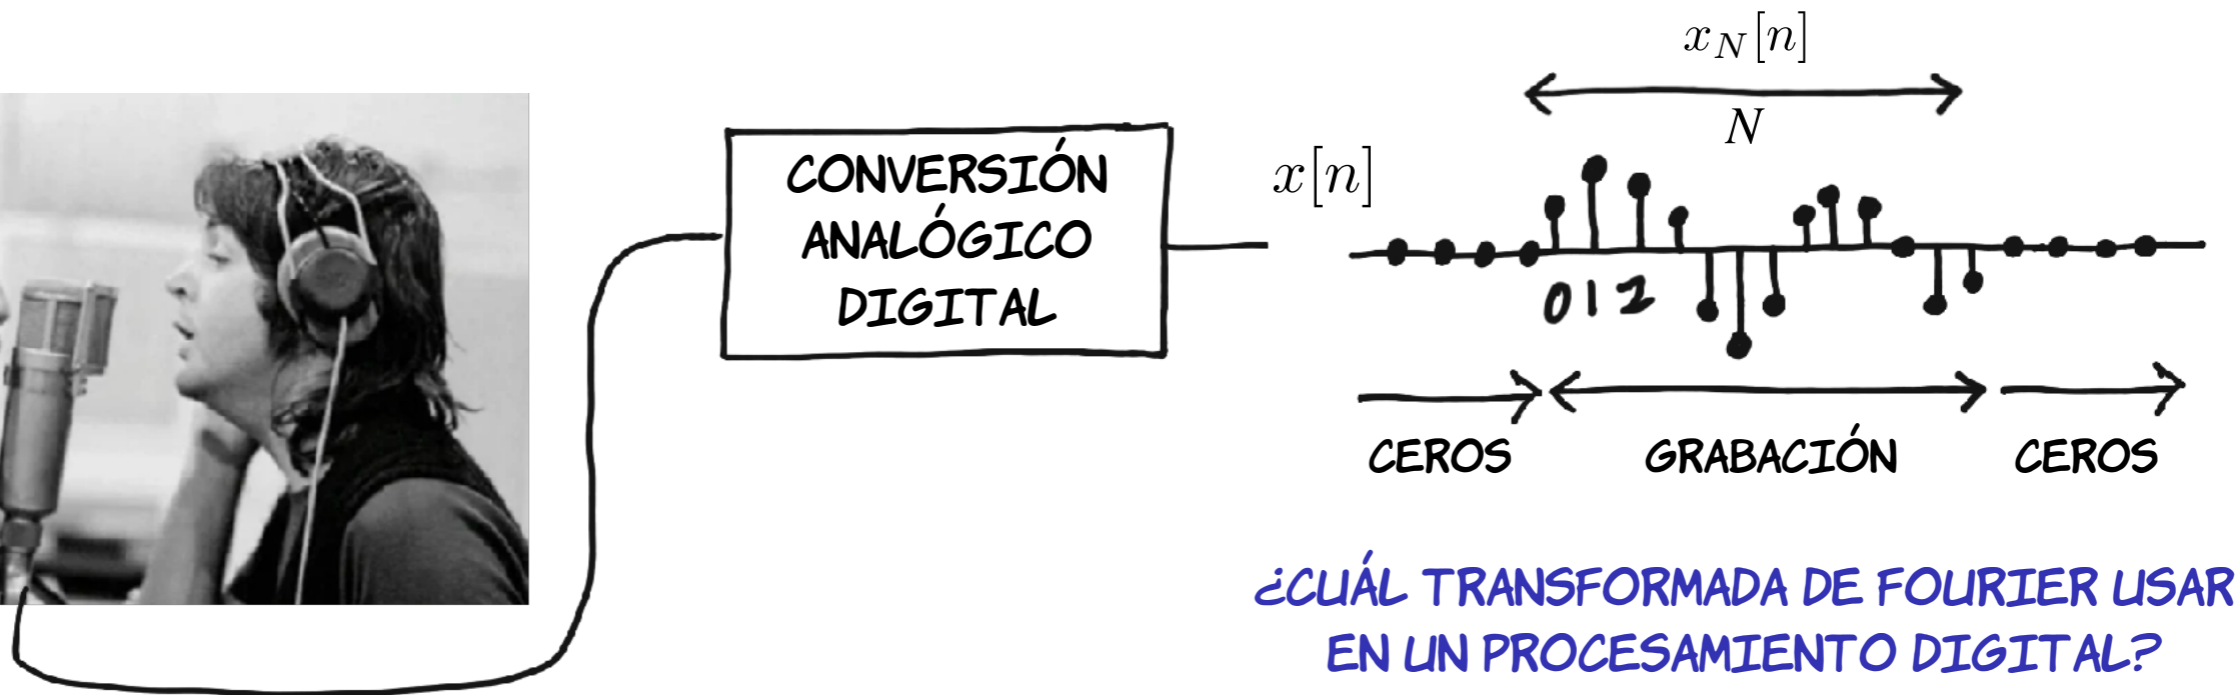 x_N[n]
N
CONVERSIÓN
ANALÓGICO
DIGITAL
x[n]
0 1 2
CEROS
GRABACIÓN
CEROS
¿CUÁL TRANSFORMADA DE FOURIER USAR
EN UN PROCESAMIENTO DIGITAL?